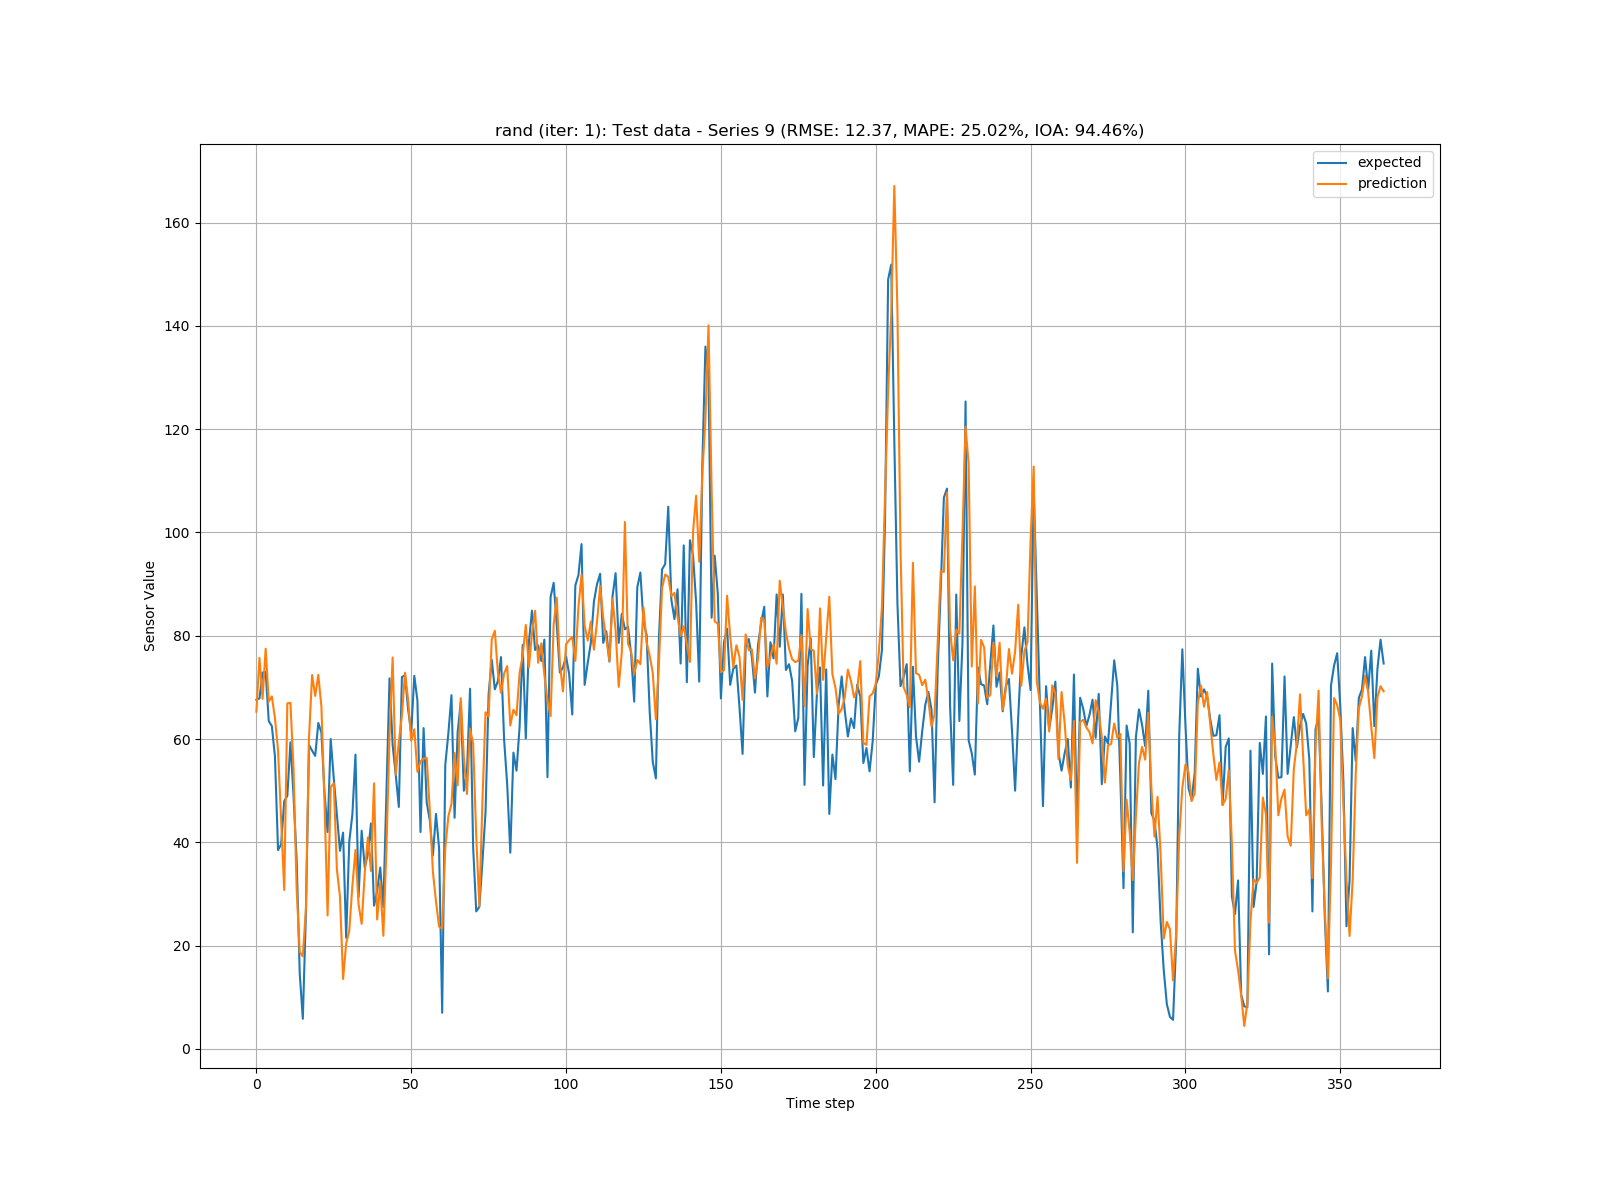 rand (iter: 1): Test data - Series 9 (RMSE: 12.37, MAPE: 25.02%, IOA: 94.46%)
expected
prediction
160
140
120
100
80
60
40
20
0
Sensor Value
0 50 100 150 200 250 300 350
Time step